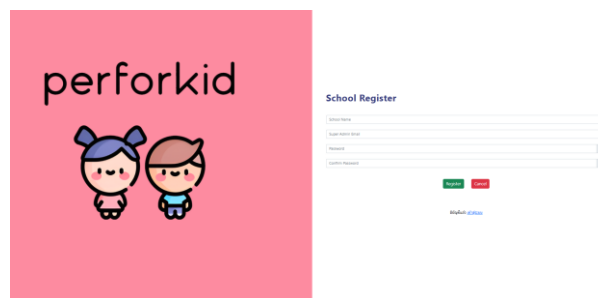 perforkid
School Register
School Name
Super Admin Email
Password
Confirm Password
Register Cancel